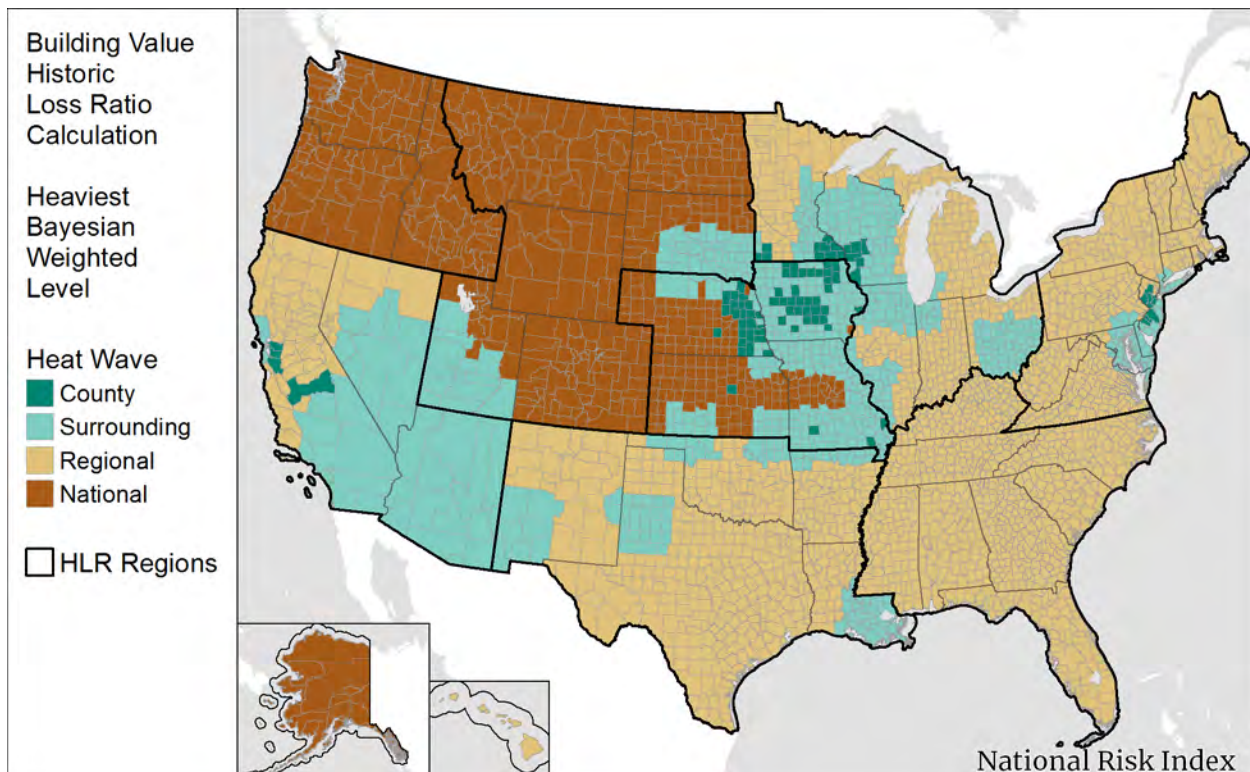 Building Value
Historic
Loss Ratio
Calculation
Heaviest
Bayesian
Weighted
Level
Heat Wave
County
Surrounding
Regional
National
HLR Regions
National Risk Index